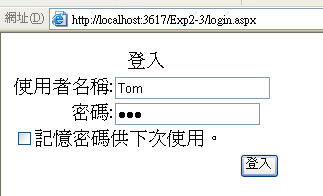 網址(D) http://localhost:3617/Exp2-3/login.aspx
登入
使用者名稱: Tom
密碼: ●●●
記憶密碼供下次使用。
登入